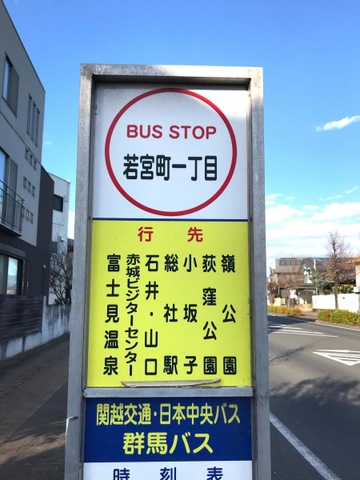 BUS STOP
若宮町一丁目
行先
嶺公園
荻窪公園
小坂子
総社駅
石井・山口
赤城ビジターセンター
富士見温泉
関越交通・日本中央バス
群馬バス
時刻表